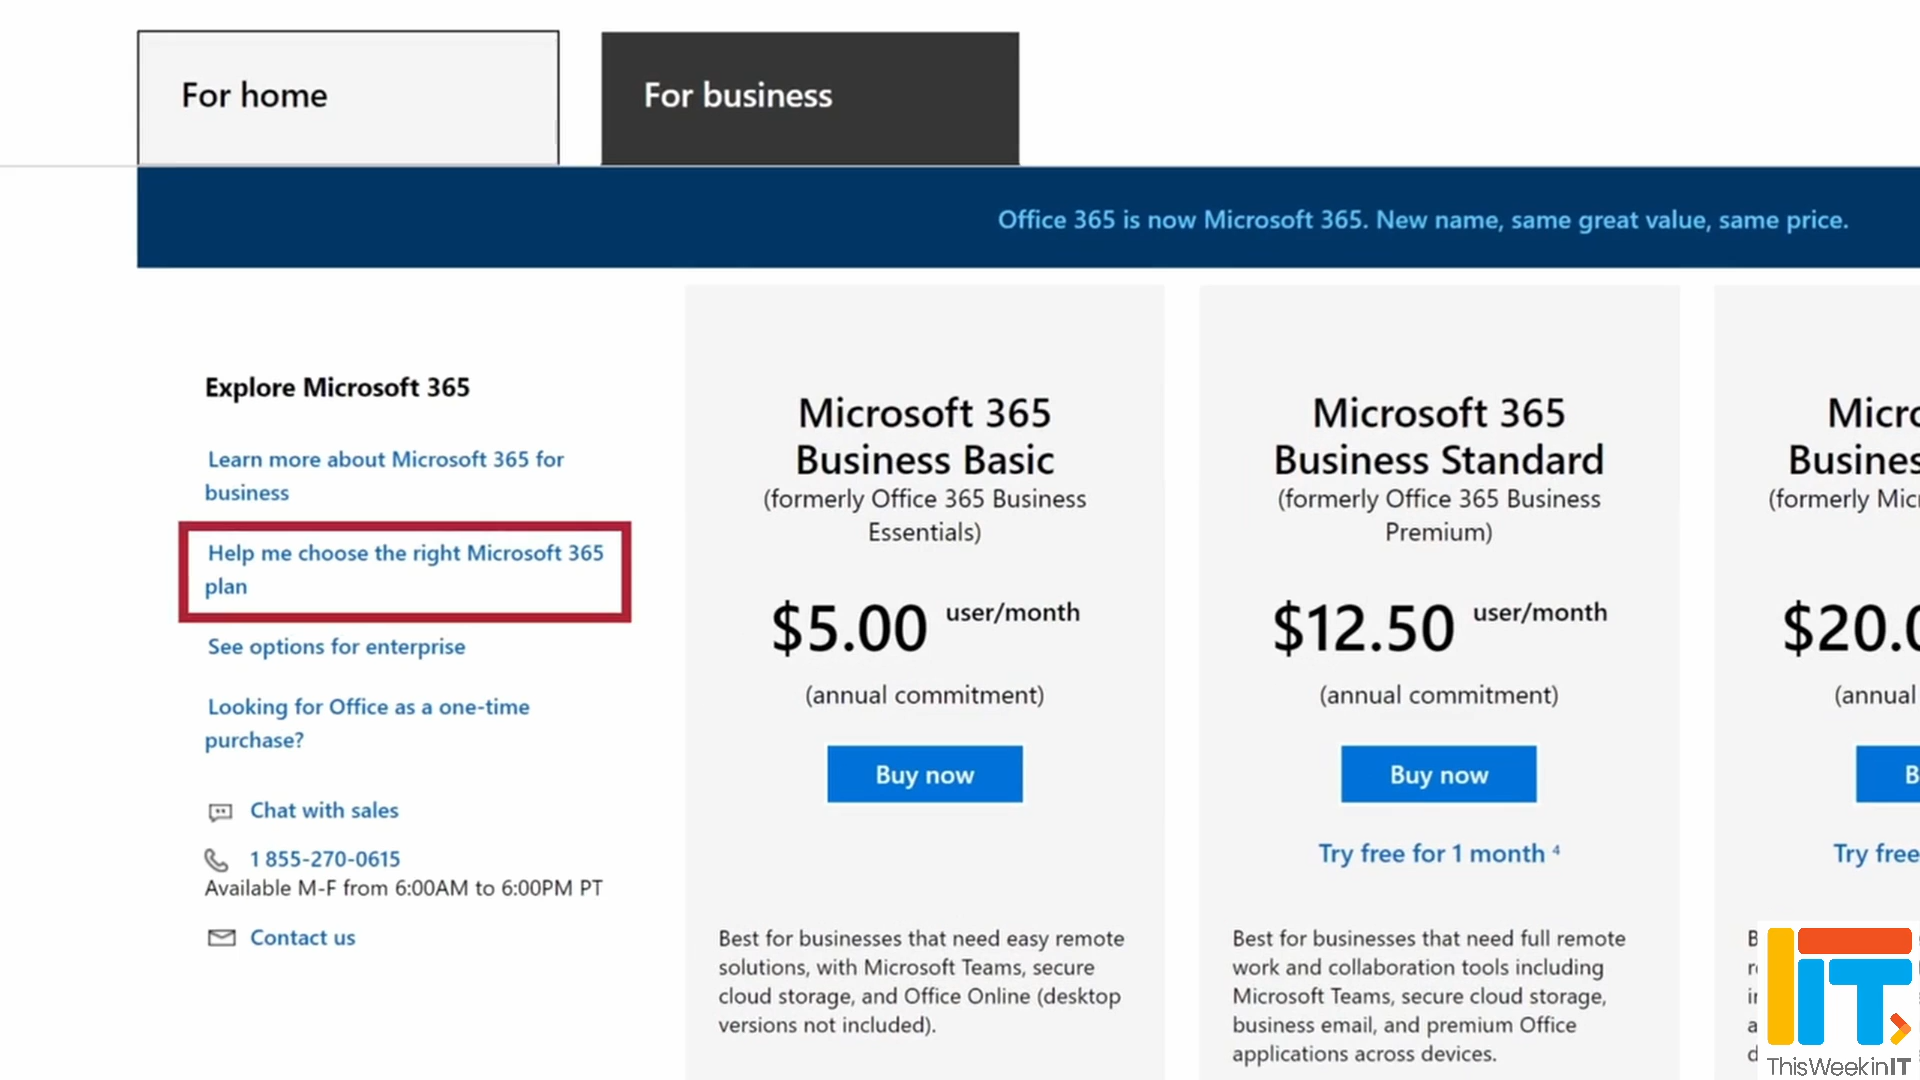 For home
For business
Office 365 is now Microsoft 365. New name, same great value, same price.
Explore Microsoft 365
Learn more about Microsoft 365 for
business
Help me choose the right Microsoft 365
plan
See options for enterprise
Looking for Office as a one-time
purchase?
Chat with sales
1 855-270-0615
Available M-F from 6:00AM to 6:00PM PT
Contact us
Microsoft 365
Business Basic
(formerly Office 365 Business
Essentials)
$5.00 user/month
(annual commitment)
Buy now
Best for businesses that need easy remote
solutions, with Microsoft Teams, secure
cloud storage, and Office Online (desktop
versions not included).
Microsoft 365
Business Standard
(formerly Office 365 Business
Premium)
$12.50 user/month
(annual commitment)
Buy now
Try free for 1 month 4
Best for businesses that need full remote
work and collaboration tools including
Microsoft Teams, secure cloud storage,
business email, and premium Office
applications across devices.
(formerly
(annual
Try free
IT
ThisWeekinIT